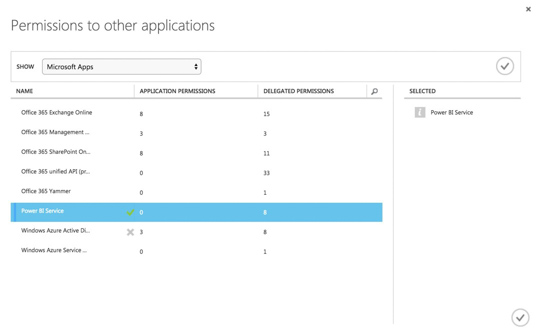 Permissions to other applications
SHOW Microsoft Apps
NAME APPLICATION PERMISSIONS DELEGATED PERMISSIONS SELECTED
Office 365 Exchange Online 8 15 Power BI Service
Office 365 Management ... 3 3
Office 365 SharePoint On... 8 11
Office 365 unified API (pr... 0 33
Office 365 Yammer 0 1
Power BI Service 0 8
Windows Azure Active Di... 3 8
Windows Azure Service ... 0 1